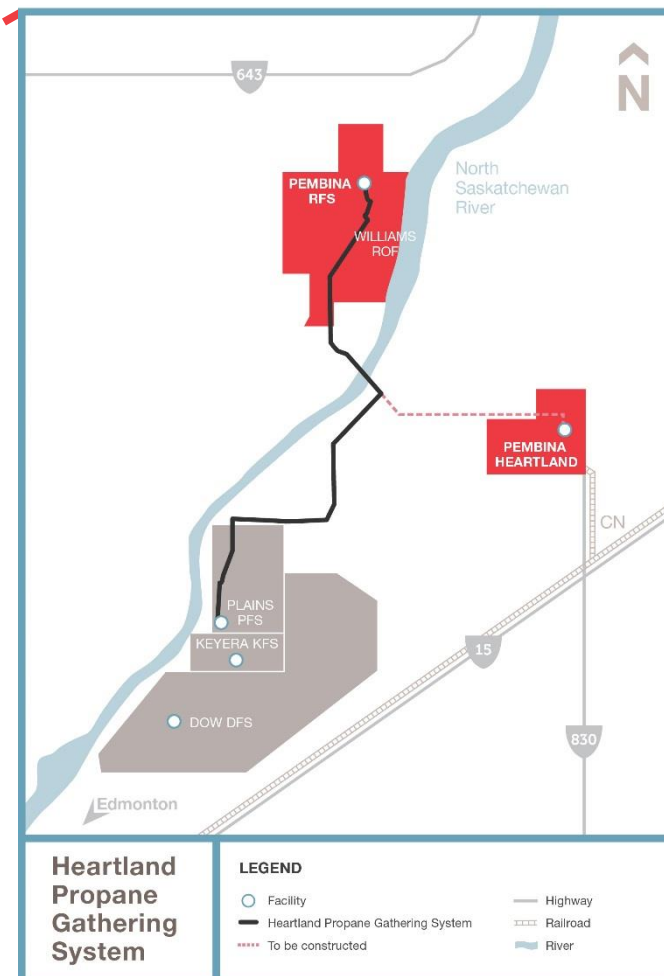 643
N
North
Saskatchewan
River
PEMBINA
RFS
WILLIAMS
ROF
PEMBINA
HEARTLAND
CN
PLAINS
PFS
KEYERA KFS
15
DOW DFS
830
Edmonton
Heartland
Propane
Gathering
System
LEGEND
Facility
Heartland Propane Gathering System
To be constructed
Highway
Railroad
River